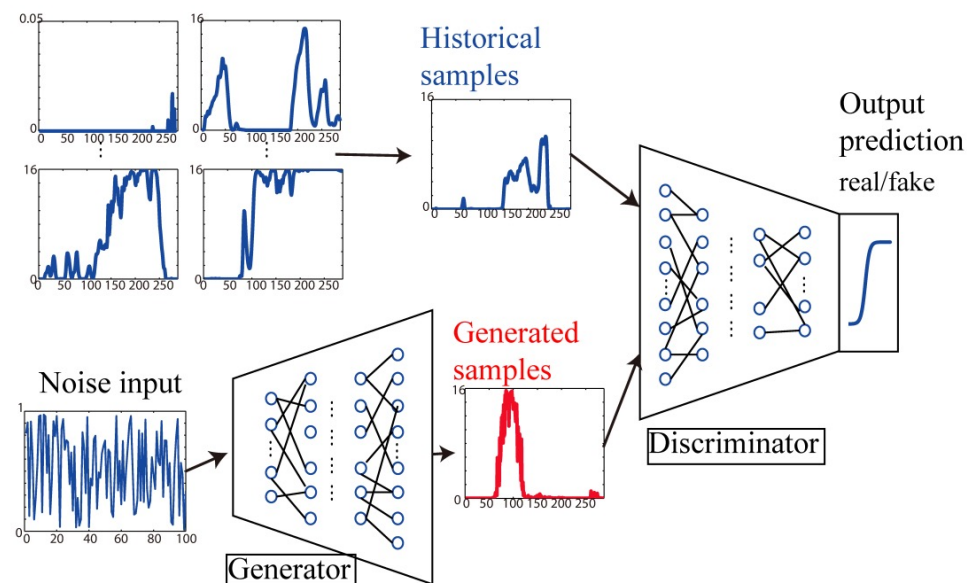 0.05
0
0 50 100 150 200 250
16
0
0 50 100 150 200 250
16
0
0 50 100 150 200 250
16
0
0 50 100 150 200 250
Historical
samples
16
0
0 50 100 150 200 250
Output
prediction
real/fake
Noise input
1
0
0 20 40 60 80 100
Generator
Generated
samples
16
16
0 50 100 150 200 250
Discriminator